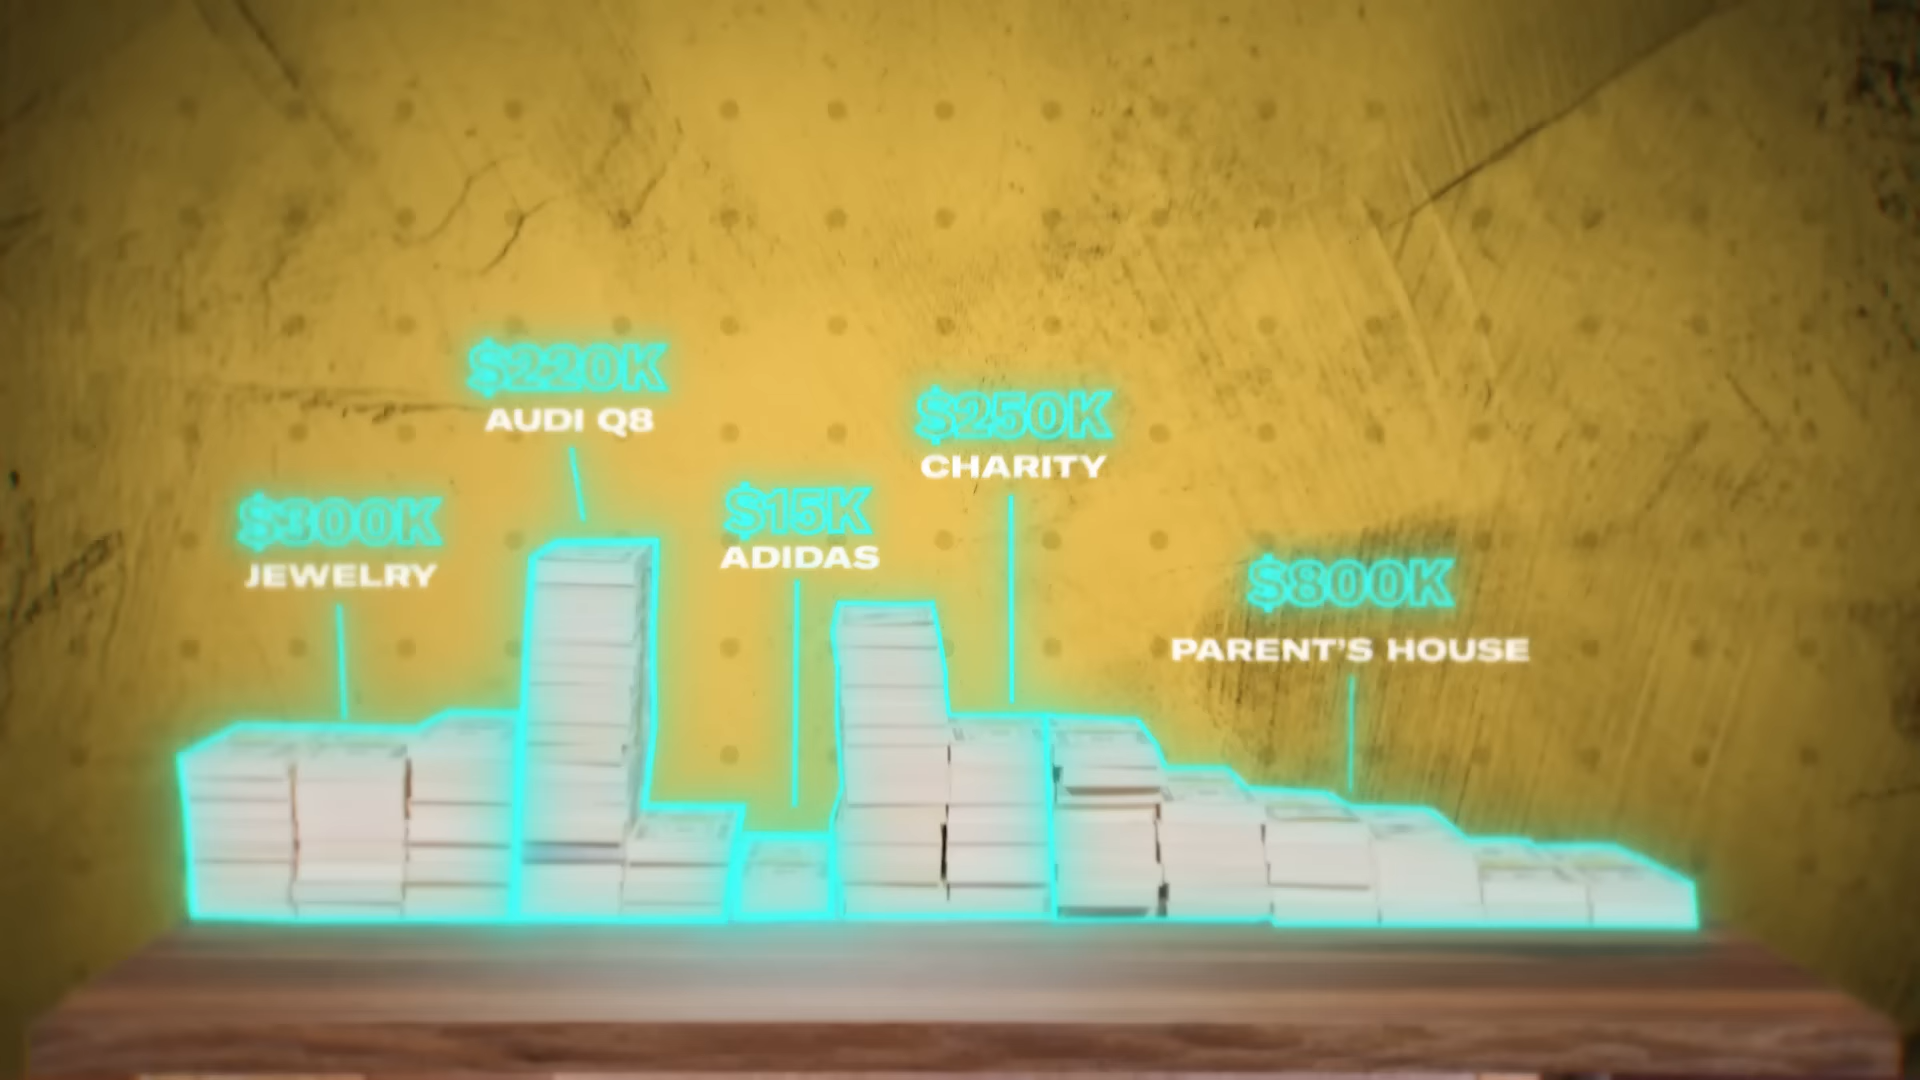 $300K
JEWELRY
$220K
AUDI Q8
$15K
ADIDAS
$250K
CHARITY
$800K
PARENT'S HOUSE